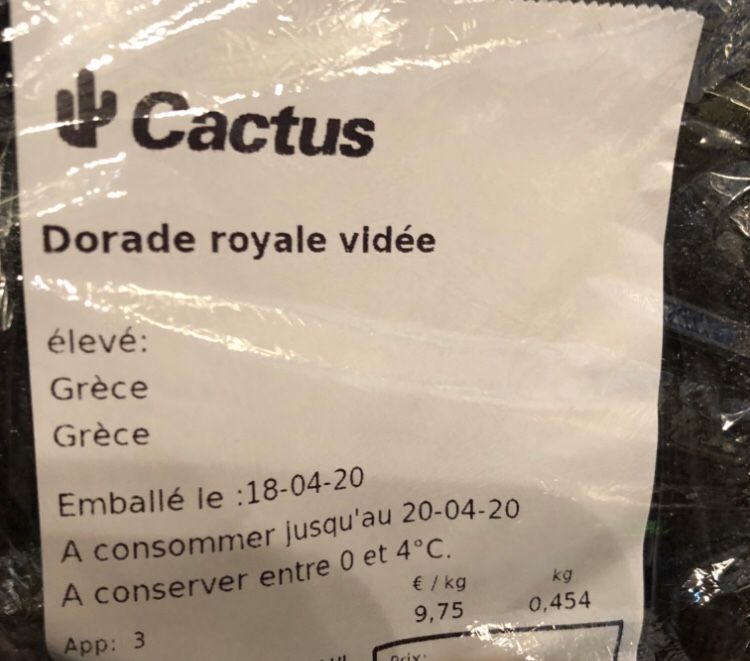 Cactus
Dorade royale vidée
élevé:
Grèce
Grèce
Emballé le :18-04-20
A consommer jusqu'au 20-04-20
A conserver entre 0 et 4°C.
€ / kg kg
9,75 0,454
App: 3
Prix: